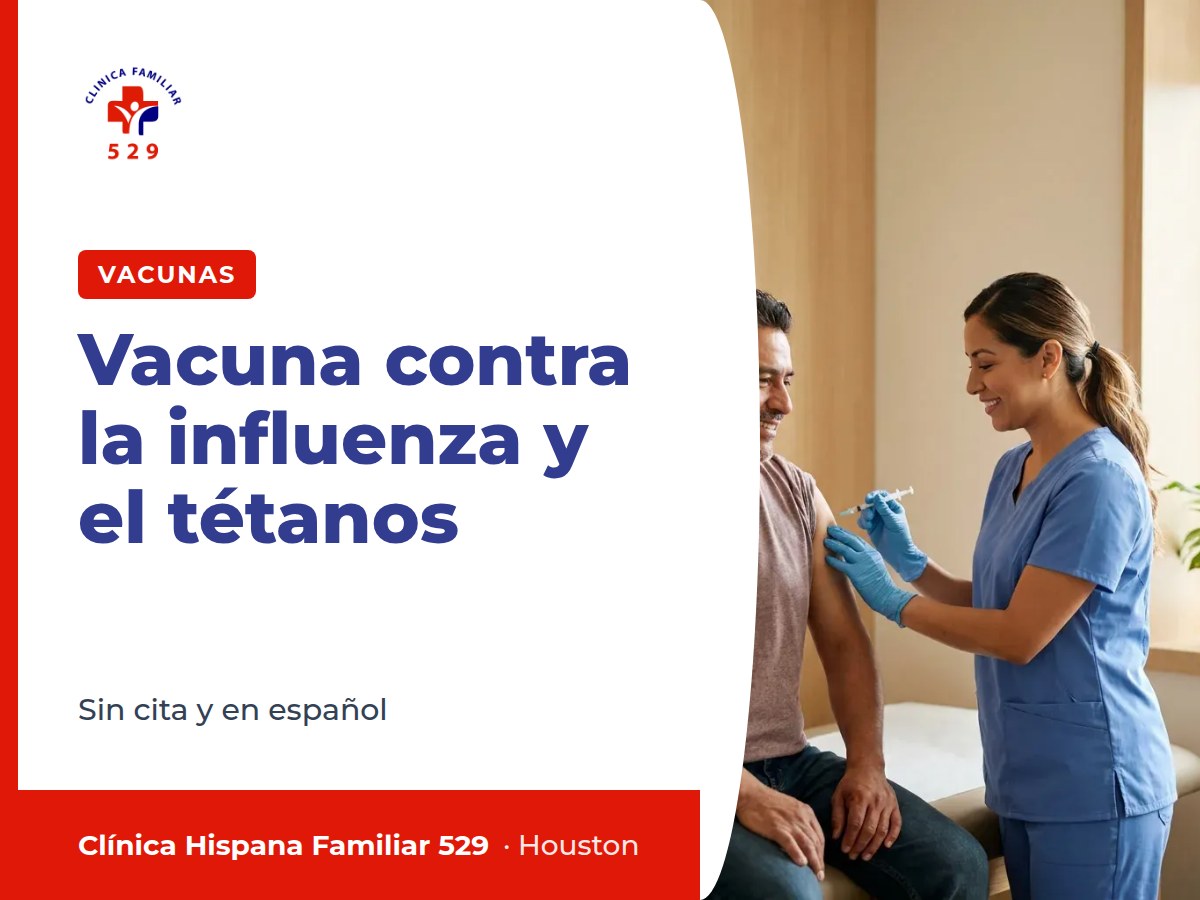 CLINICA FAMILIAR
529
VACUNAS
Vacuna contra
la influenza y
el tétanos
Sin cita y en español
Clínica Hispana Familiar 529 · Houston